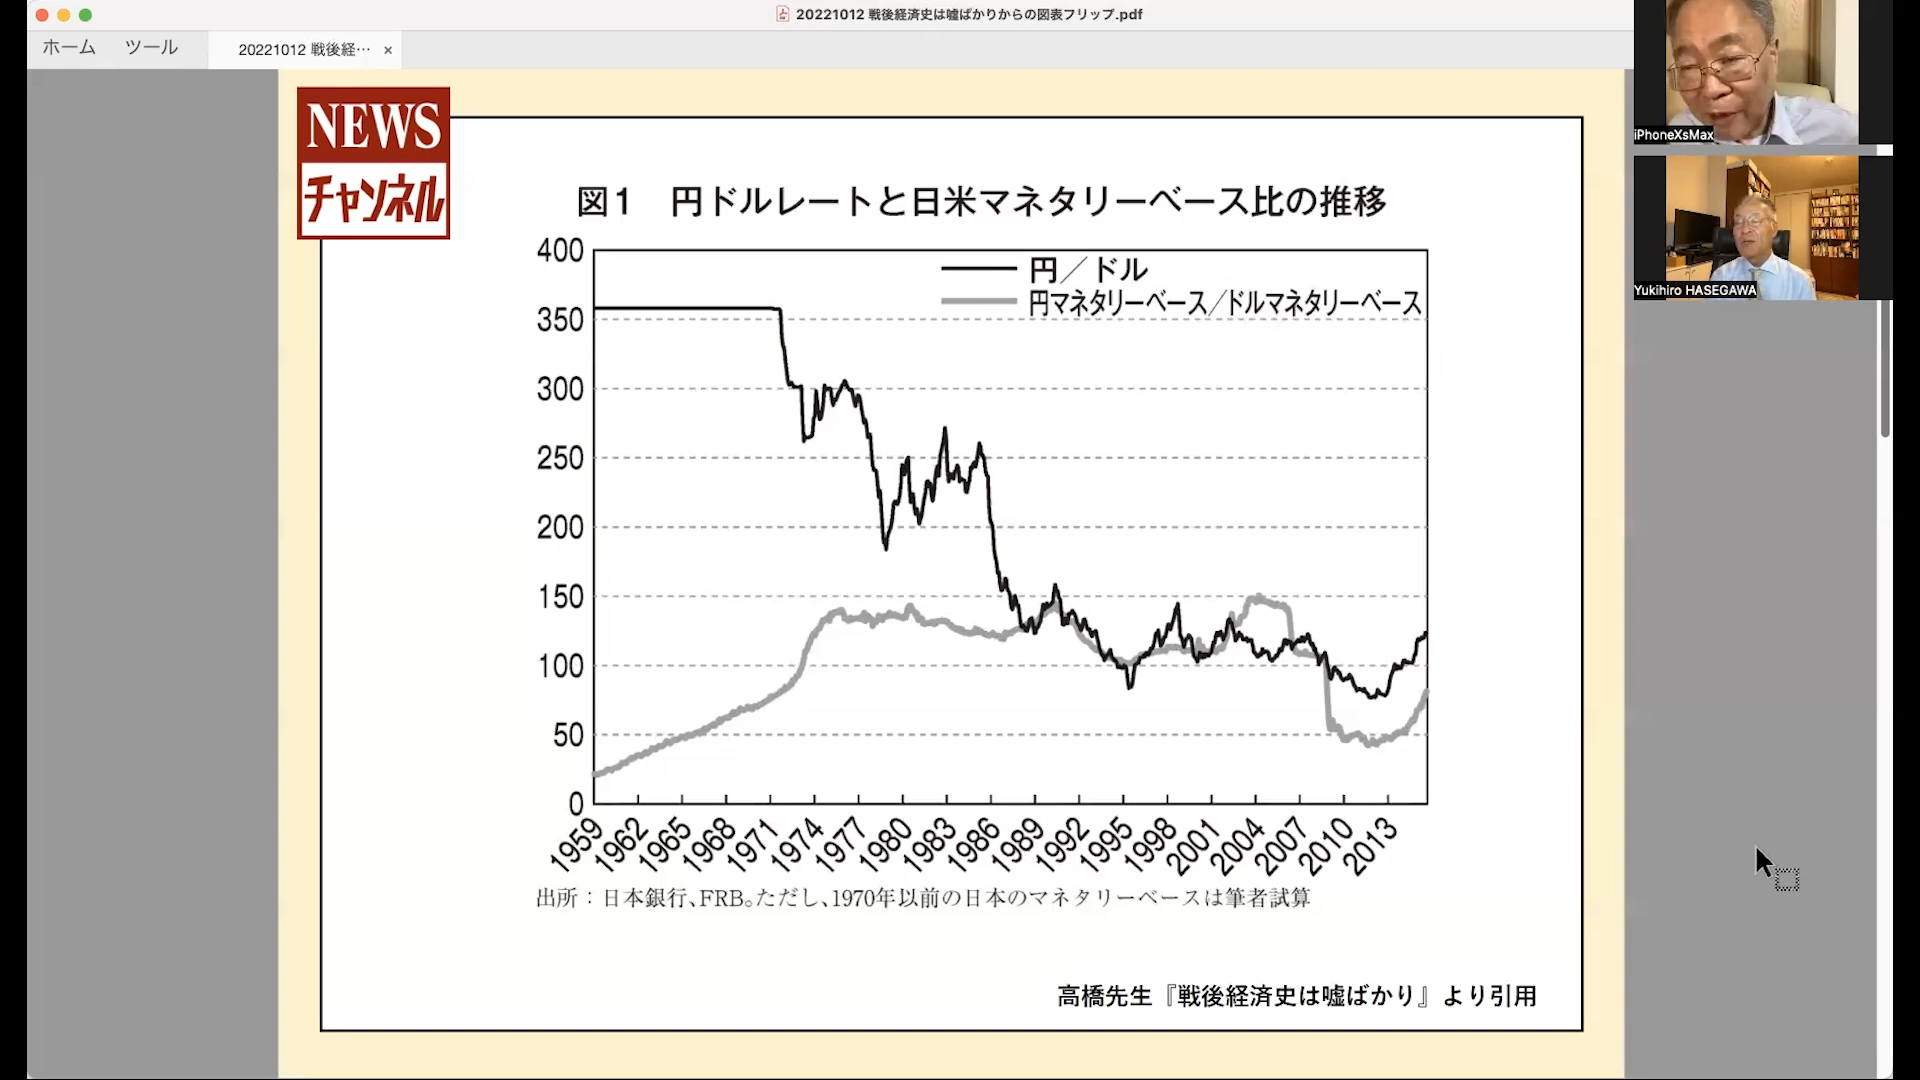 20221012 戦後経済史は嘘ばかりからの図表フリップ.pdf
ホーム
ツール
20221012 戦後経…
×
NEWS
チャンネル
図1　円ドルレートと日米マネタリーベース比の推移
円／ドル
円マネタリーベース／ドルマネタリーベース
400
350
300
250
200
150
100
50
0
1959
1962
1965
1968
1971
1974
1977
1980
1983
1986
1989
1992
1995
1998
2001
2004
2007
2010
2013
出所：日本銀行、FRB。ただし、1970年以前の日本のマネタリーベースは筆者試算
高橋先生『戦後経済史は嘘ばかり』より引用
iPhoneXsMax
Yukihiro HASEGAWA